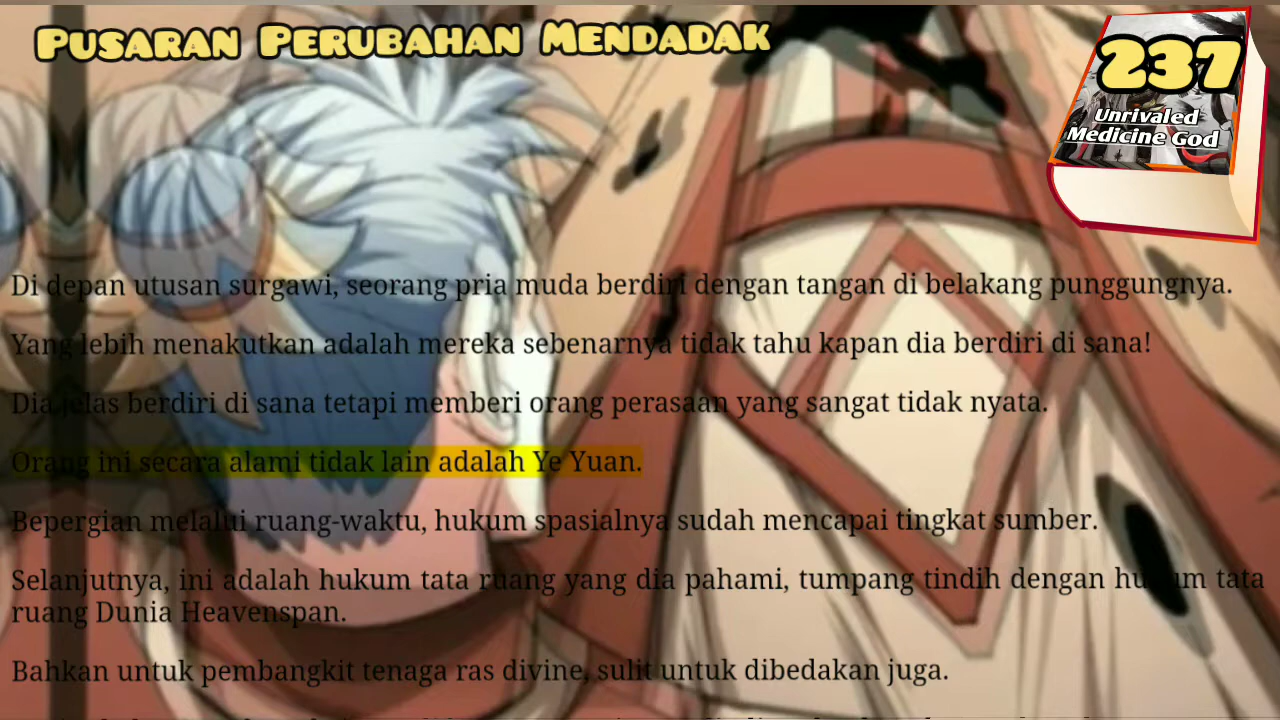 Pusaran Perubahan Mendadak
237
Unrivaled
Medicine God
Di depan utusan surgawi, seorang pria muda berdiri dengan tangan di belakang punggungnya.
Yang lebih menakutkan adalah mereka sebenarnya tidak tahu kapan dia berdiri di sana!
Dia jelas berdiri di sana tetapi memberi orang perasaan yang sangat tidak nyata.
Orang ini secara alami tidak lain adalah Ye Yuan.
Bepergian melalui ruang-waktu, hukum spasialnya sudah mencapai tingkat sumber.
Selanjutnya, ini adalah hukum tata ruang yang dia pahami, tumpang tindih dengan hukum tata
ruang Dunia Heavenspan.
Bahkan untuk pembangkit tenaga ras divine, sulit untuk dibedakan juga.